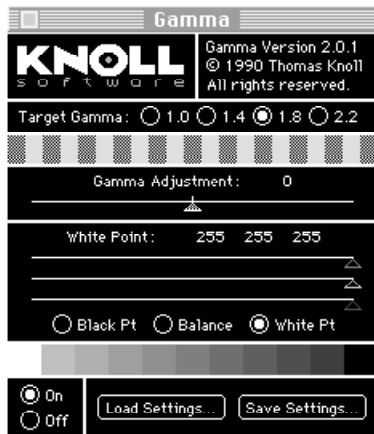 Gamma
KNOLL
software
Gamma Version 2.0.1
© 1990 Thomas Knoll
All rights reserved.
Target Gamma: 1.0 1.4 1.8 2.2
Gamma Adjustment: 0
White Point: 255 255 255
Black Pt Balance White Pt
On
Off
Load Settings... Save Settings...